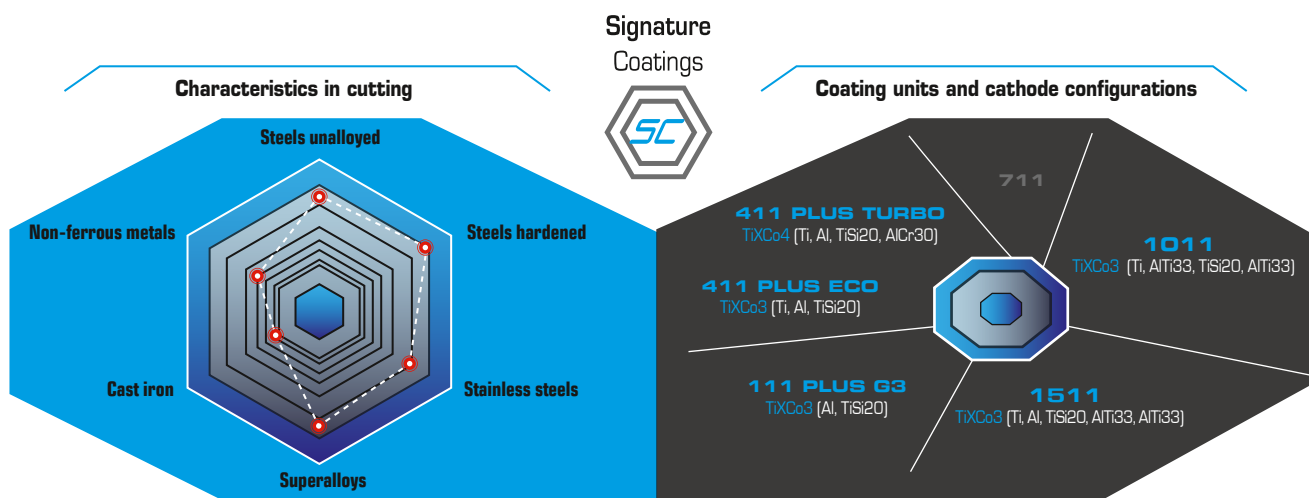 Signature
Coatings
SC
Characteristics in cutting
Steels unalloyed
Non-ferrous metals
Steels hardened
Cast iron
Stainless steels
Superalloys
Coating units and cathode configurations
711
411 PLUS TURBO
TiXCo4 (Ti, Al, TiSi20, AlCr30)
1011
TiXCo3 (Ti, AlTi33, TiSi20, AlTi33)
411 PLUS ECO
TiXCo3 (Ti, Al, TiSi20)
111 PLUS G3
TiXCo3 (Al, TiSi20)
1511
TiXCo3 (Ti, Al, TiSi20, AlTi33, AlTi33)